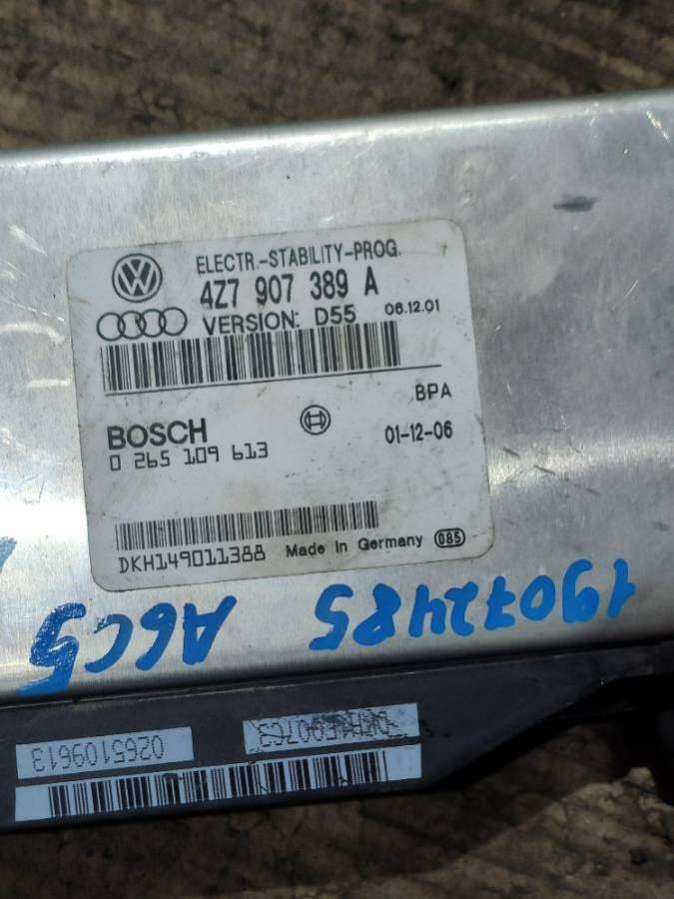 ELECTR.-STABILITY-PROG.
4Z7 907 389 A
VERSION: D55 06.12.01
BPA
BOSCH
01-12-06
0 265 109 613
DKH149011388 Made in Germany 085
19072485 A6C5
0265109613